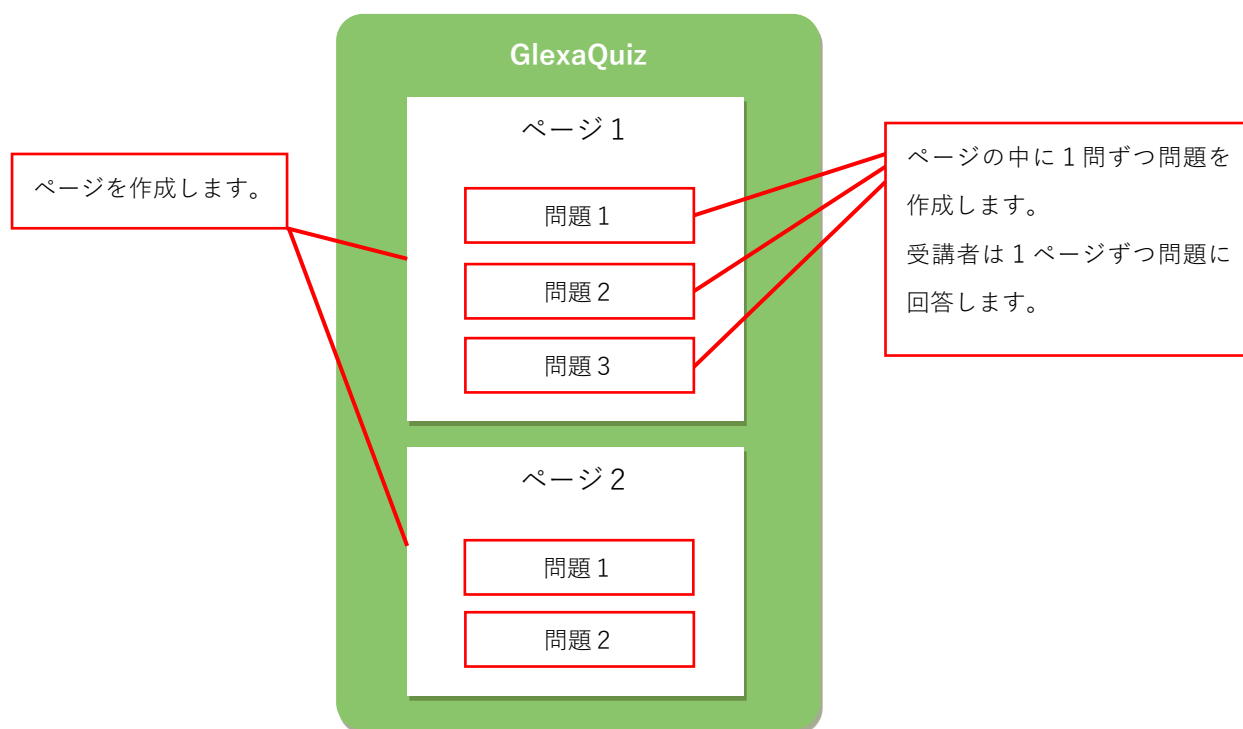 GlexaQuiz
ページ１
ページを作成します。
問題１
問題２
問題３
ページの中に１問ずつ問題を
作成します。
受講者は１ページずつ問題に
回答します。
ページ２
問題１
問題２